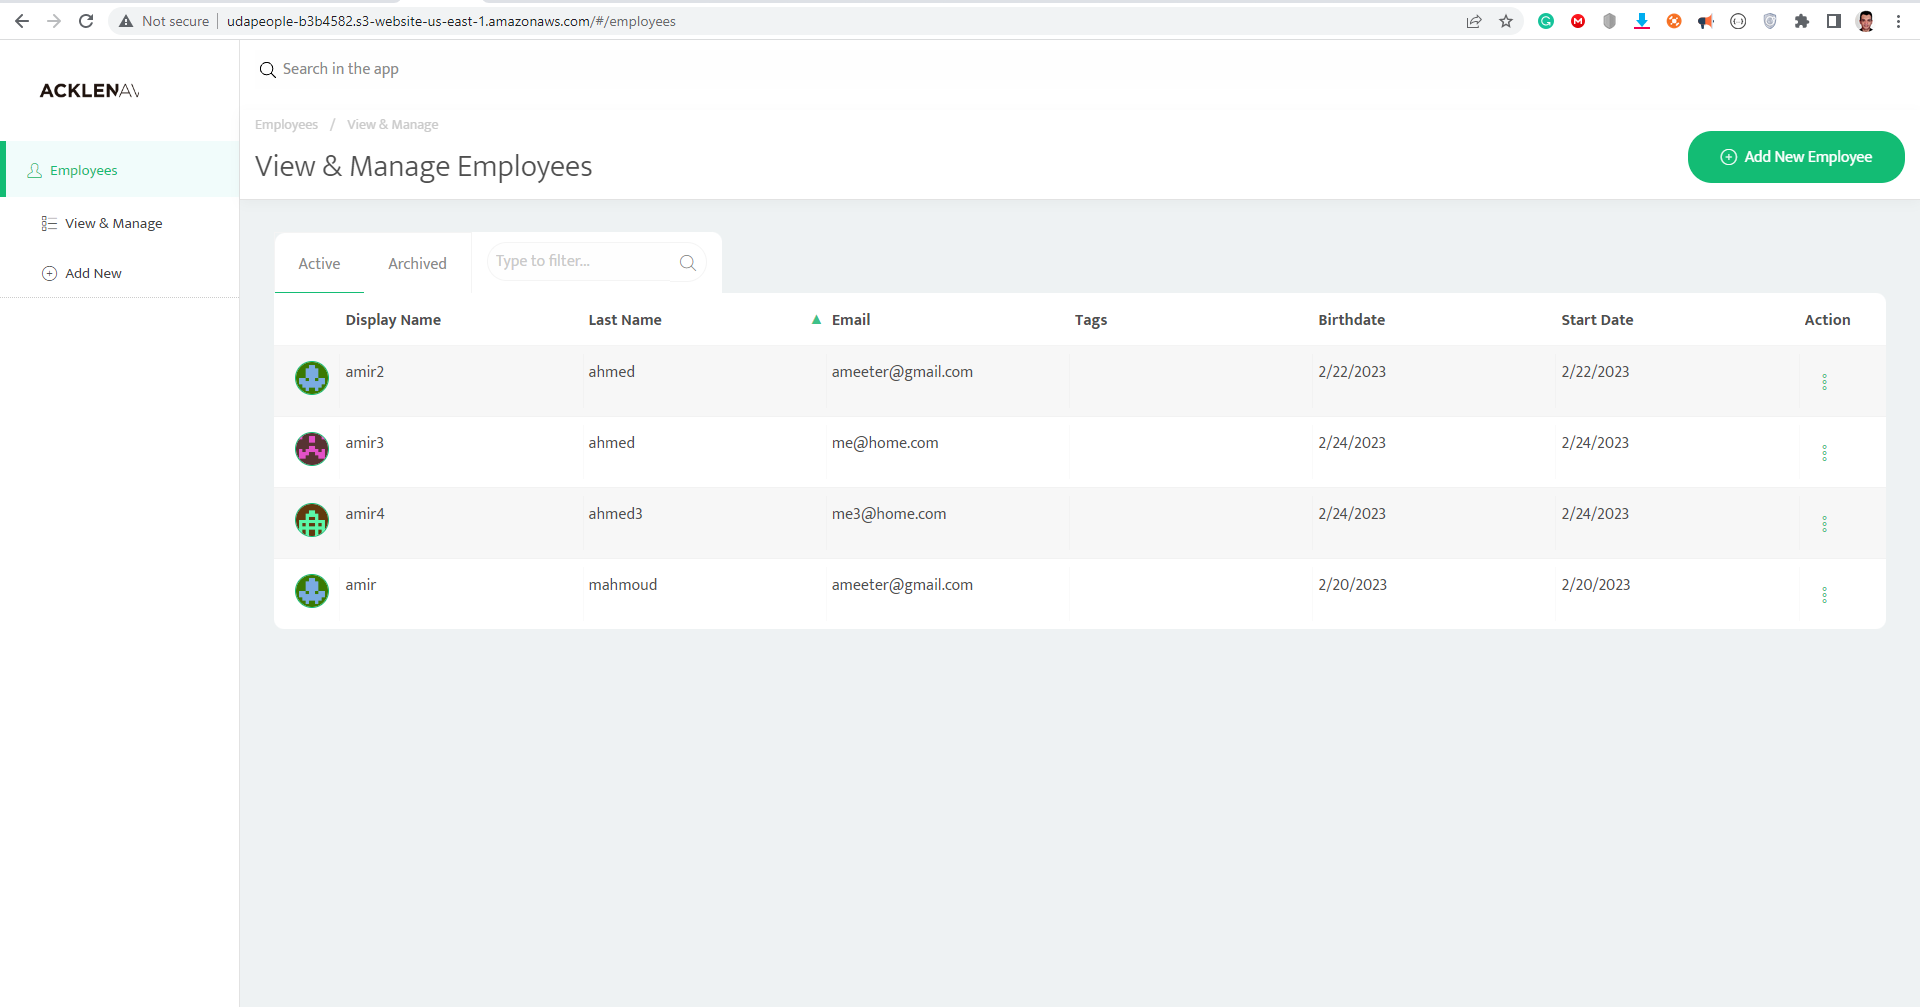 Not secure | udapeople-b3b4582.s3-website-us-east-1.amazonaws.com/#/employees
ACKLENAV
Search in the app
Employees / View & Manage
View & Manage Employees
Add New Employee
Employees
View & Manage
Add New
Active Archived Type to filter...
Display Name Last Name ▲ Email Tags Birthdate Start Date Action
amir2 ahmed ameeter@gmail.com 2/22/2023 2/22/2023
amir3 ahmed me@home.com 2/24/2023 2/24/2023
amir4 ahmed3 me3@home.com 2/24/2023 2/24/2023
amir mahmoud ameeter@gmail.com 2/20/2023 2/20/2023